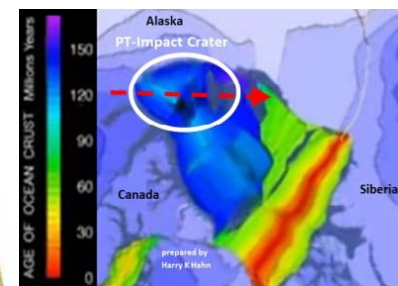 Alaska
PT-Impact Crater
150
120
90
60
30
0
AGE OF OCEAN CRUST Millions Years
Canada
Siberia
prepared by
Harry K Hahn